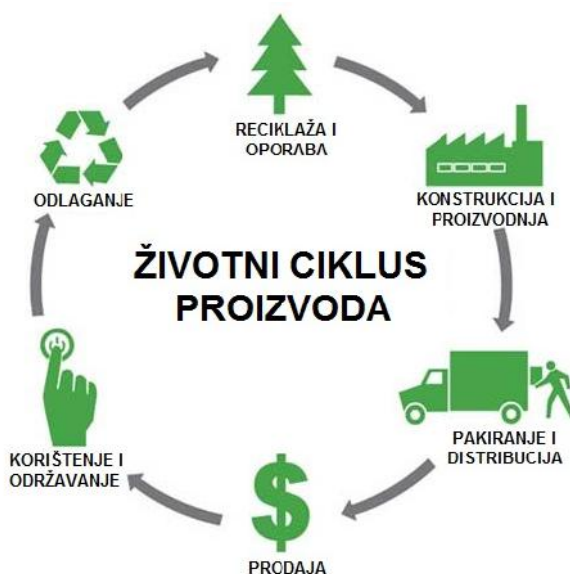 RECIKLAŽA I
OPORABA
KONSTRUKCIJA I
PROIZVODNJA
PAKIRANJE I
DISTRIBUCIJA
PRODAJA
KORIŠTENJE I
ODRŽAVANJE
ODLAGANJE
ŽIVOTNI CIKLUS
PROIZVODA
$